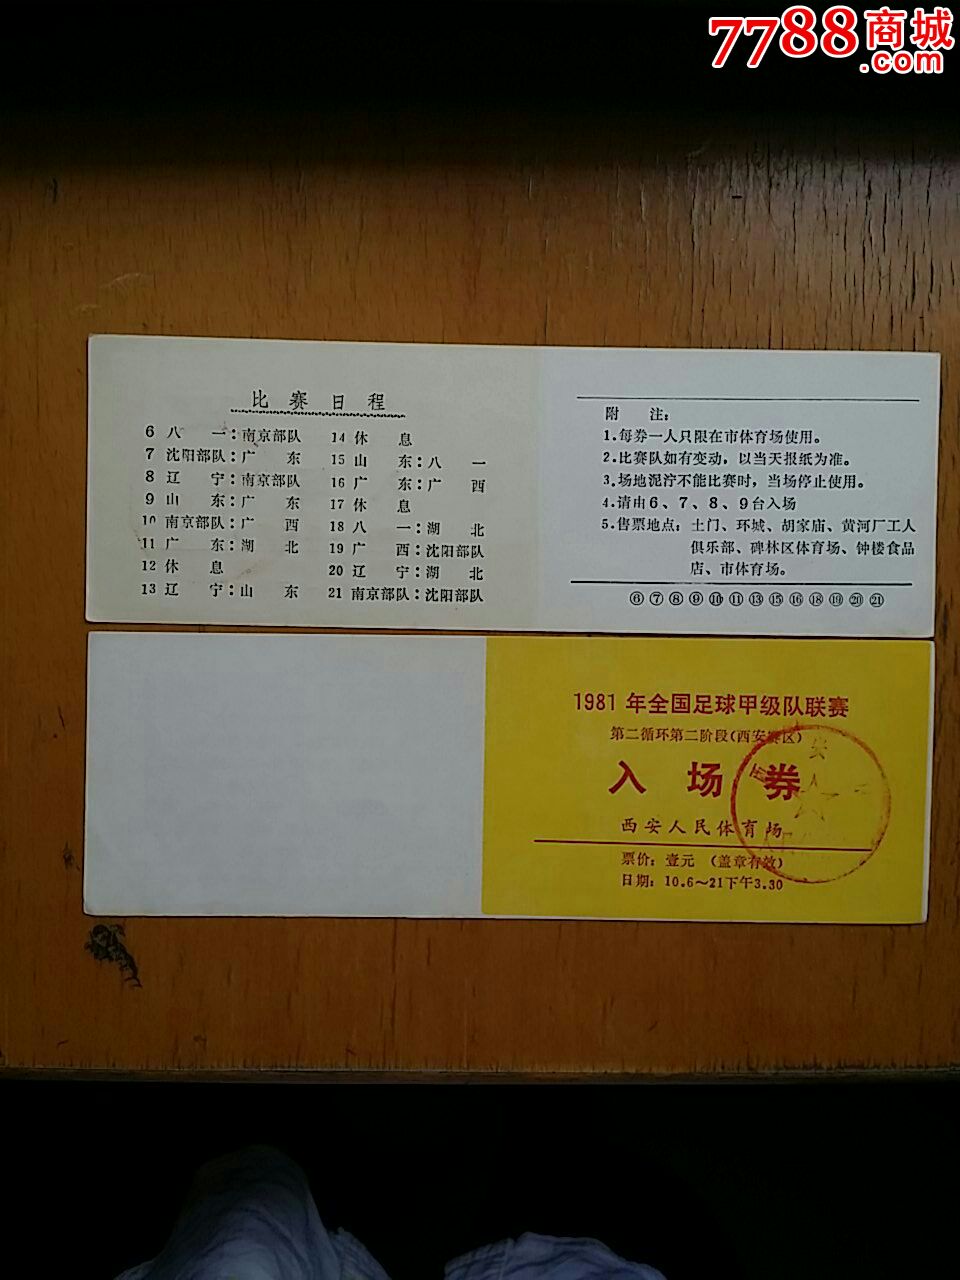 7788商城
.com
比赛日程
6 八一：南京部队
7 沈阳部队：广东
8 辽宁：南京部队
9 山东：广东
10 南京部队：广西
11 广东：湖北
12 休息
13 辽宁：山东
14 休息
15 山东：八一
16 广东：广西
17 休息
18 八一：湖北
19 广西：沈阳部队
20 辽宁：湖北
21 南京部队：沈阳部队
附 注：
1.每券一人只限在市体育场使用。
2.比赛队如有变动，以当天报纸为准。
3.场地泥泞不能比赛时，当场停止使用。
4.请由6、7、8、9台入场
5.售票地点：土门、环城、胡家庙、黄河厂工人
俱乐部、碑林区体育场、钟楼食品
店、市体育场。
⑥⑦⑧⑨⑩⑪⑬⑮⑯⑱⑲⑳㉑
1981年全国足球甲级队联赛
第二循环第二阶段(西安赛区)
入场券
西安人民体育场
票价：壹元 (盖章有效)
日期：10.6～21下午3.30
安
人